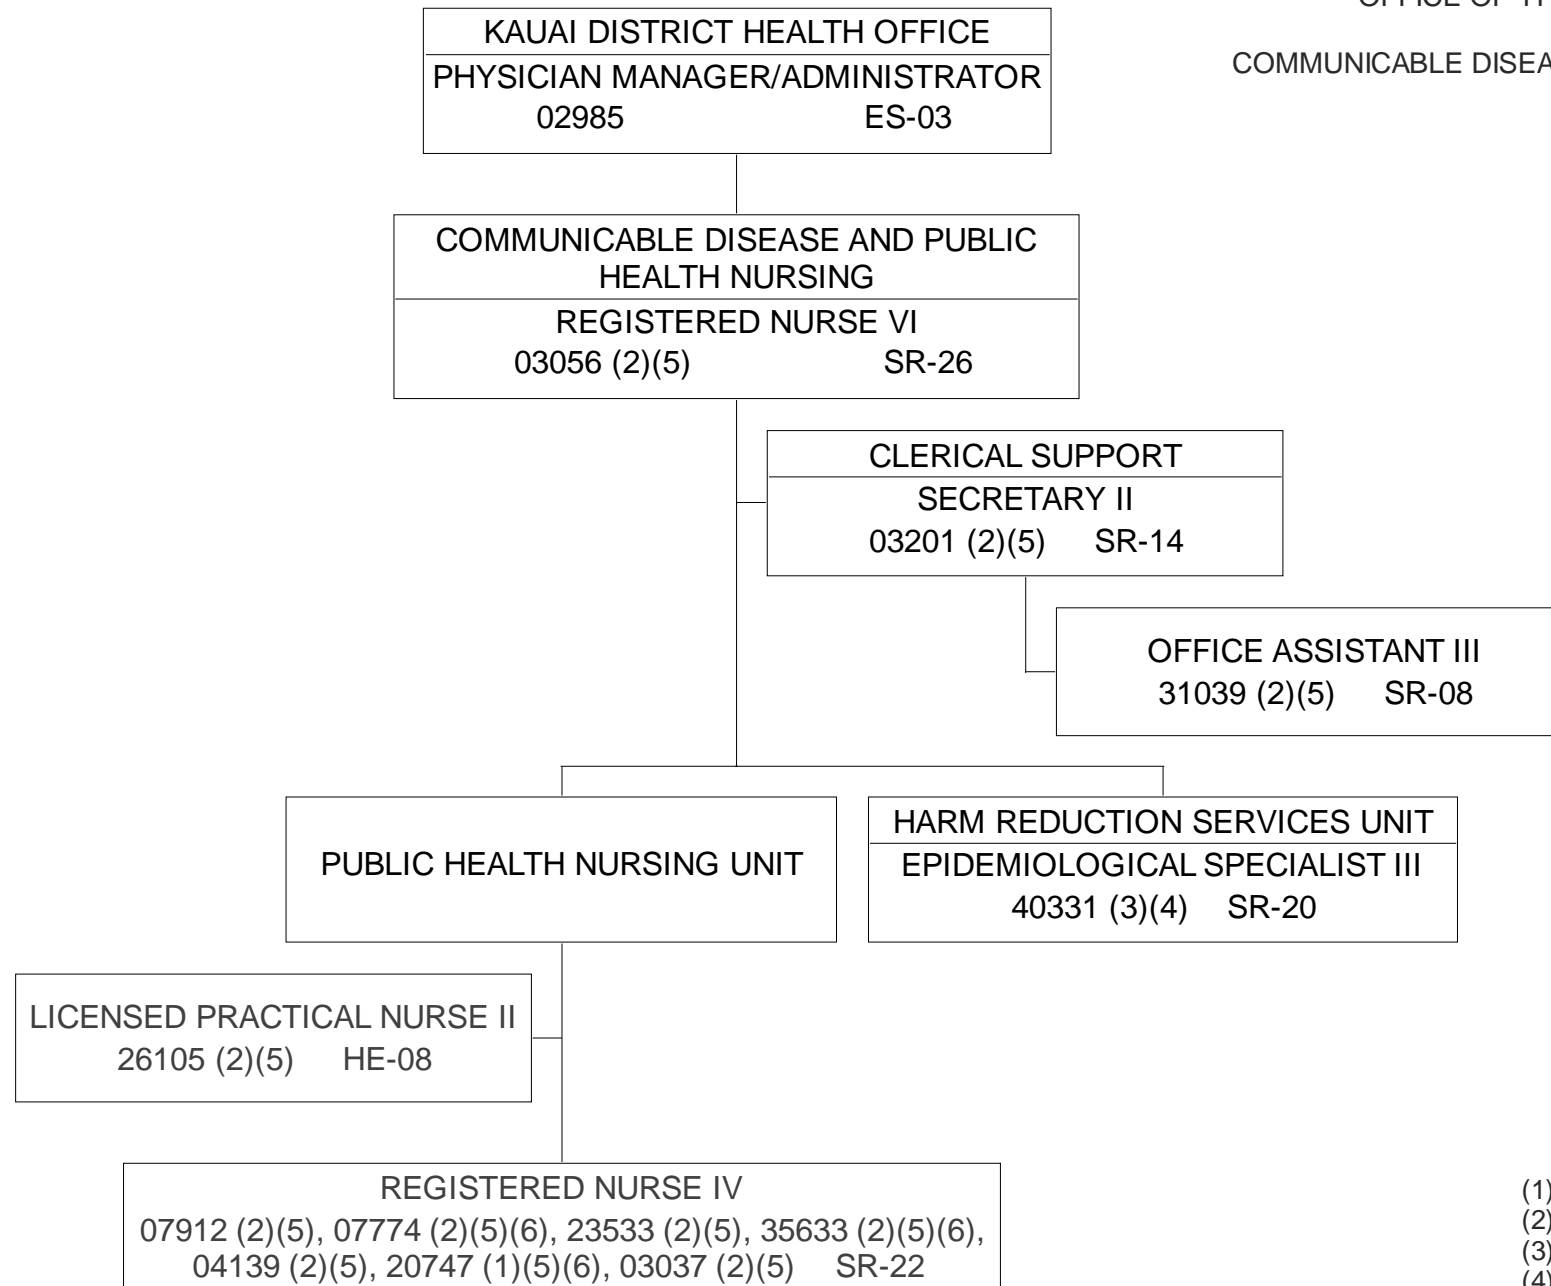 OFFICE OF
COMMUNICABLE
KAUAI DISTRICT HEALTH OFFICE
PHYSICIAN MANAGER/ADMINISTRATOR
02985 ES-03
COMMUNICABLE DISEASE AND PUBLIC
HEALTH NURSING
REGISTERED NURSE VI
03056 (2)(5) SR-26
CLERICAL SUPPORT
SECRETARY II
03201 (2)(5) SR-14
OFFICE ASSISTANT III
31039 (2)(5) SR-08
PUBLIC HEALTH NURSING UNIT
HARM REDUCTION SERVICES UNIT
EPIDEMIOLOGICAL SPECIALIST III
40331 (3)(4) SR-20
LICENSED PRACTICAL NURSE II
26105 (2)(5) HE-08
REGISTERED NURSE IV
07912 (2)(5), 07774 (2)(5)(6), 23533 (2)(5), 35633 (2)(5)(6),
04139 (2)(5), 20747 (1)(5)(6), 03037 (2)(5) SR-22
(1)
(2)
(3)
(4)